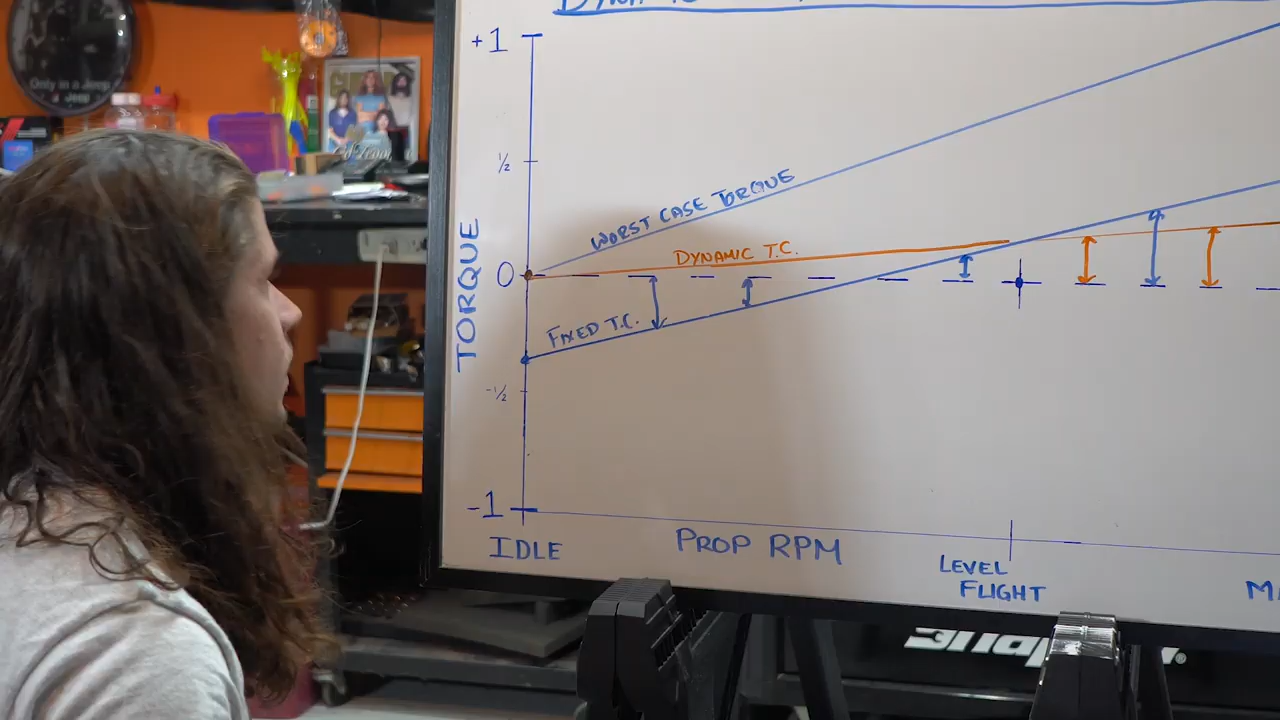 Only in a Jeep
+1
½
WORST CASE TORQUE
DYNAMIC T.C.
0
TORQUE
FIXED T.C.
-½
-1
IDLE
PROP RPM
LEVEL
FLIGHT